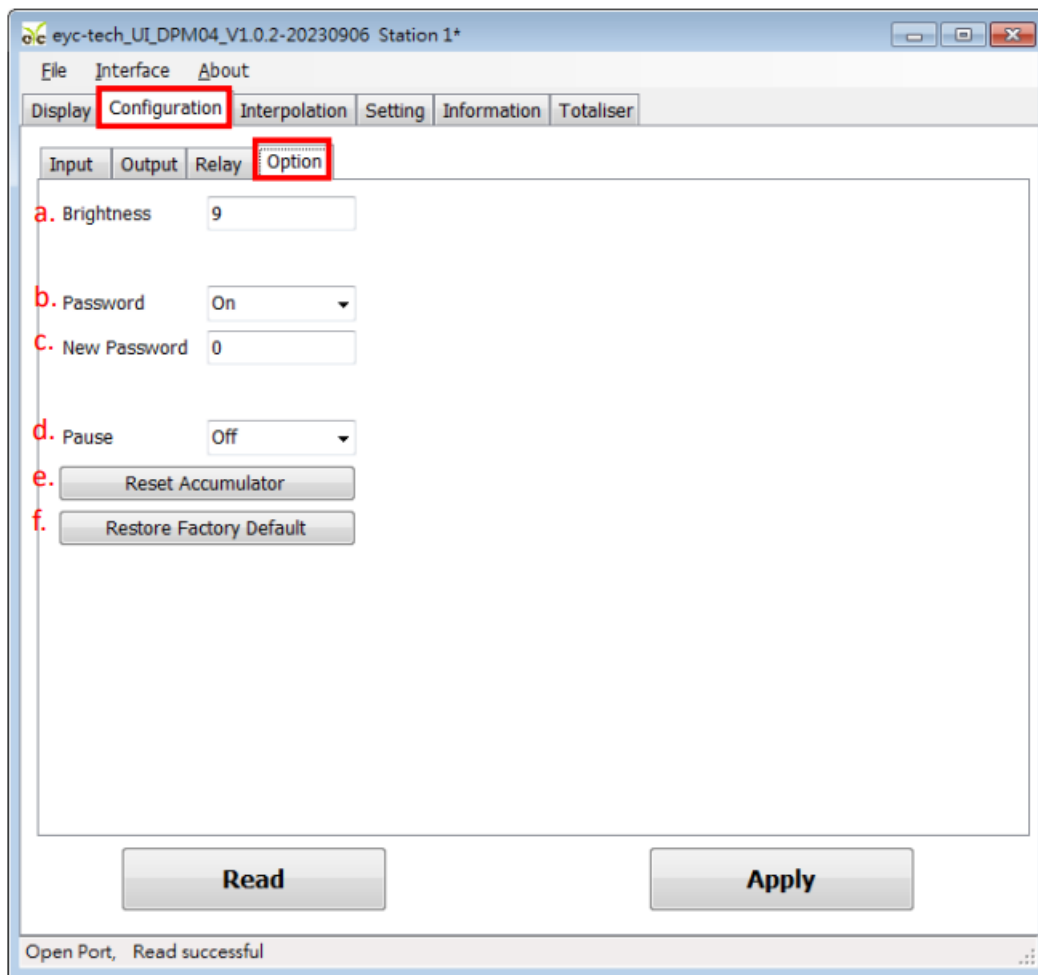 eyc-tech_UI_DPM04_V1.0.2-20230906 Station 1*
File Interface About
Display Configuration Interpolation Setting Information Totaliser
Input Output Relay Option
a. Brightness 9
b. Password On
c. New Password 0
d. Pause Off
e. Reset Accumulator
f. Restore Factory Default
Read Apply
Open Port, Read successful